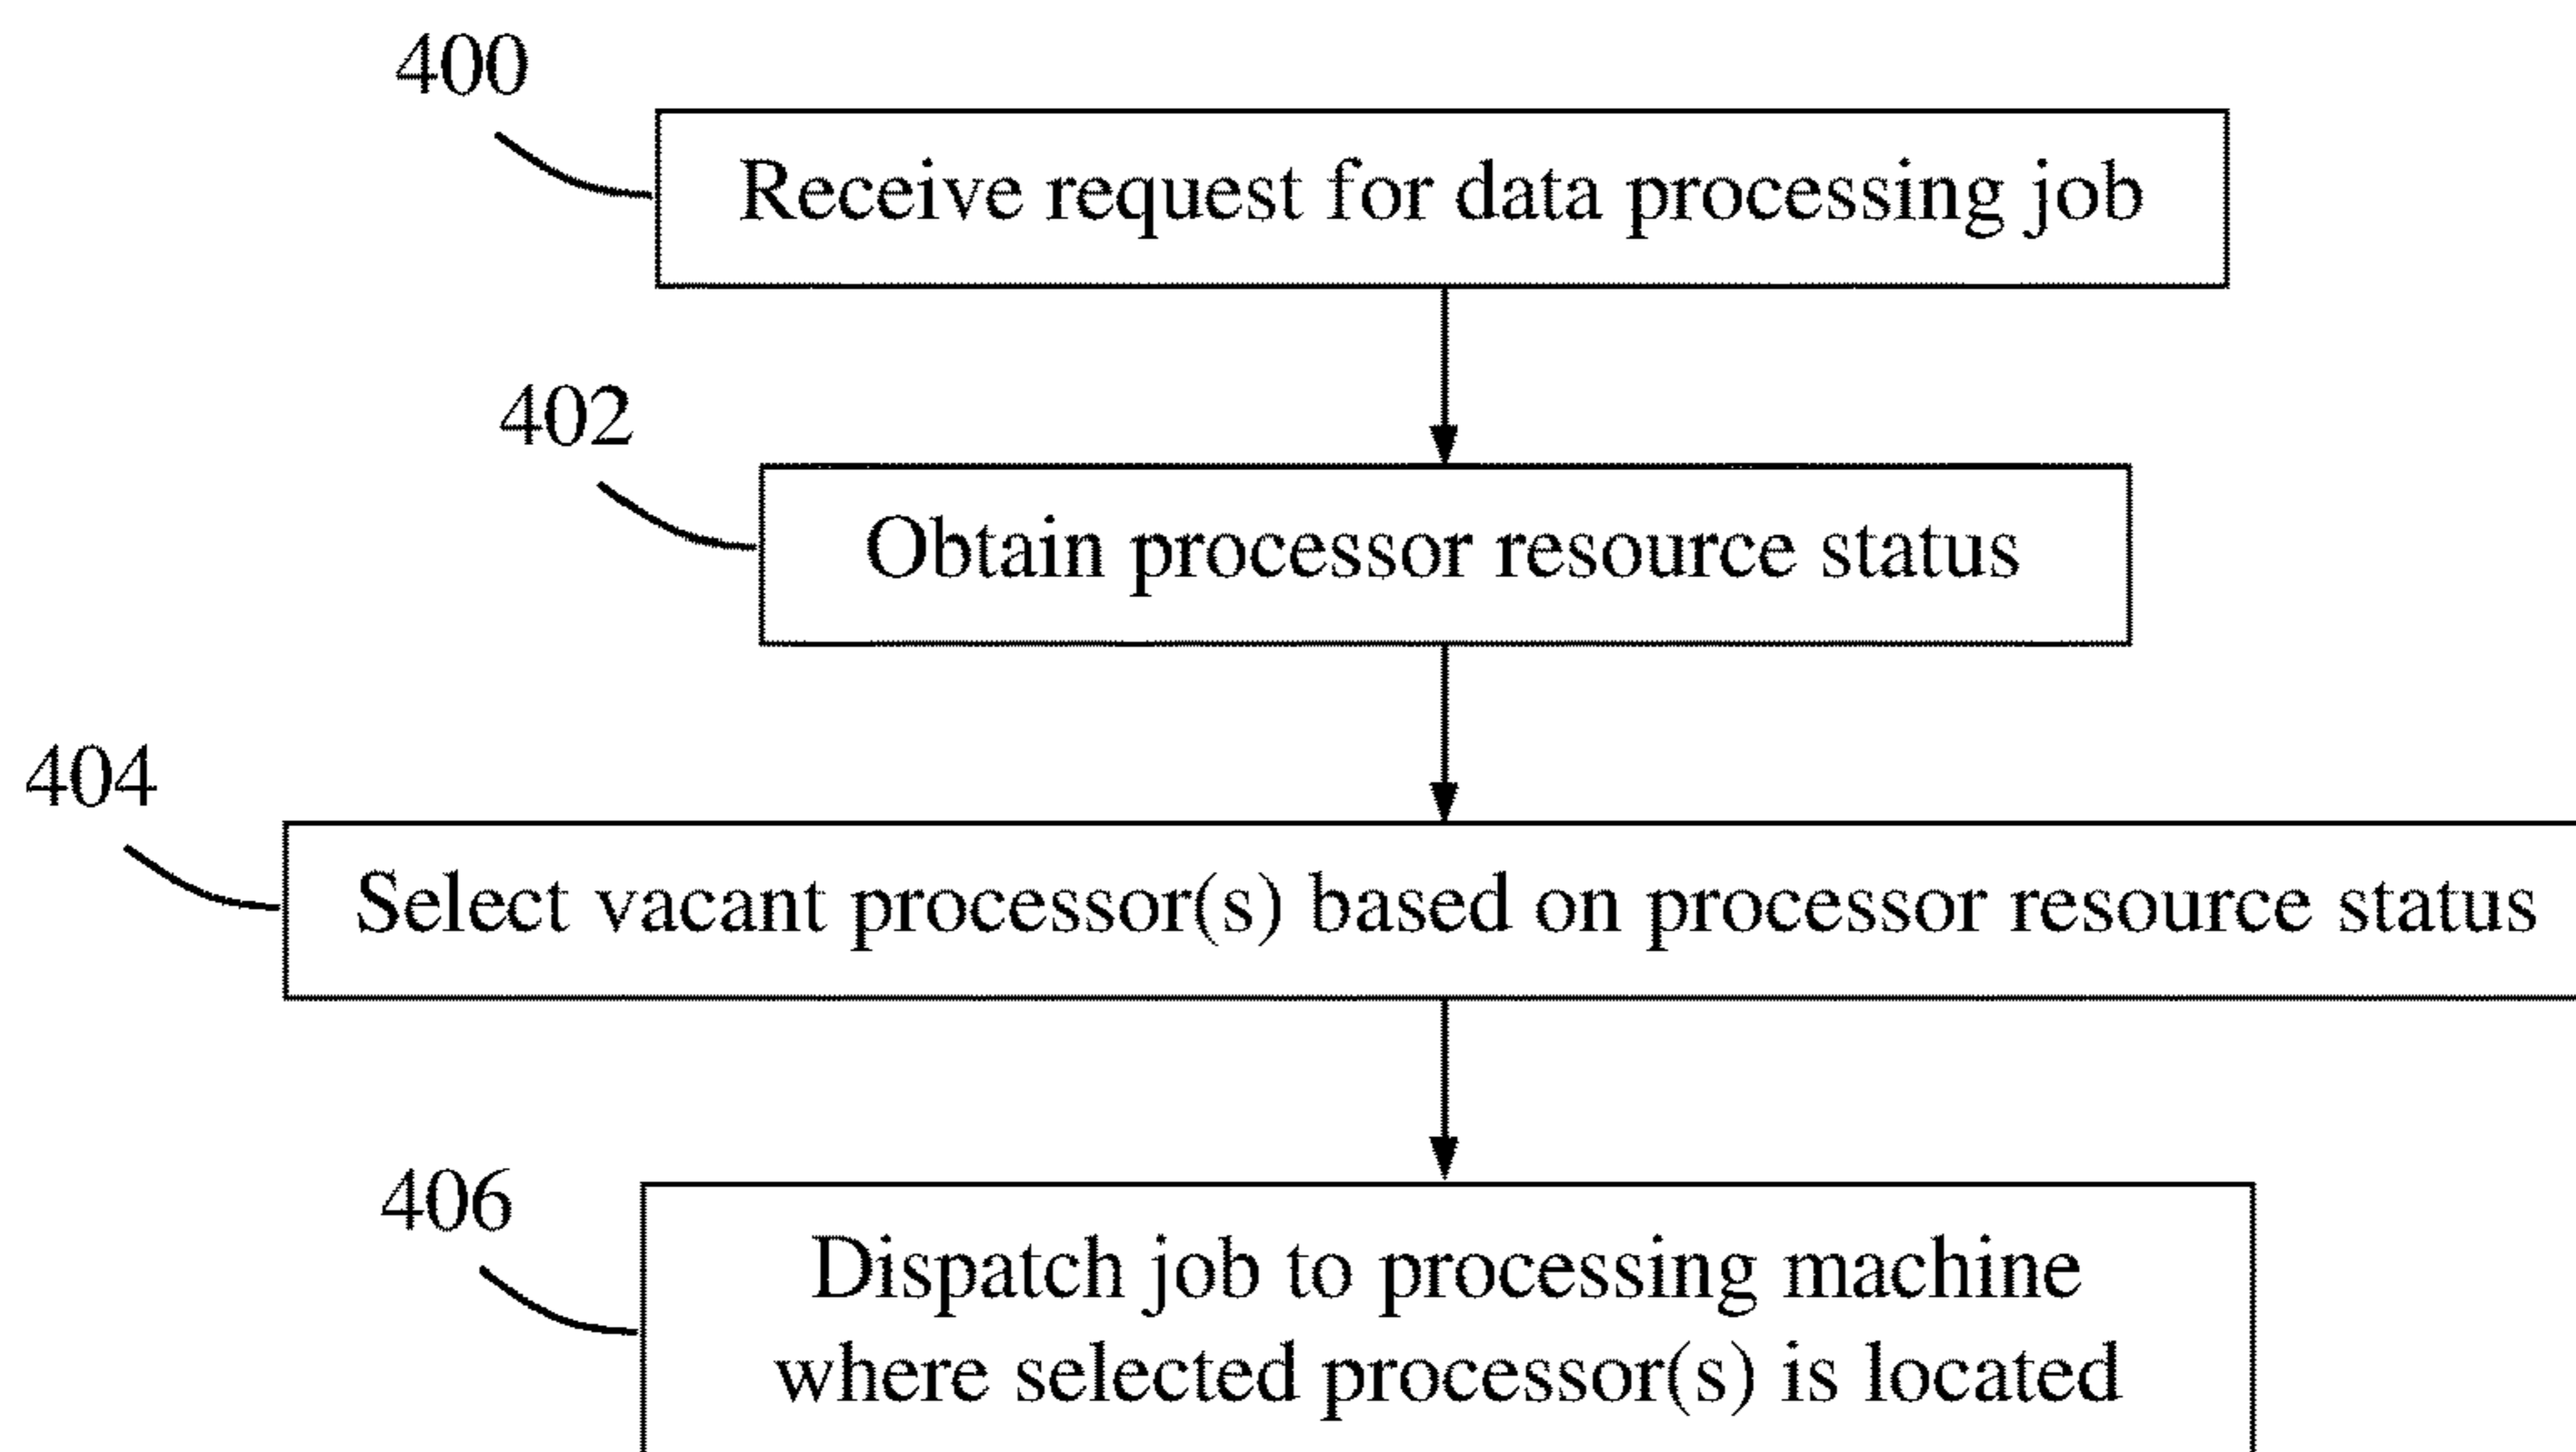 400
Receive request for data processing job
402
Obtain processor resource status
404
Select vacant processor(s) based on processor resource status
406
Dispatch job to processing machine
where selected processor(s) is located